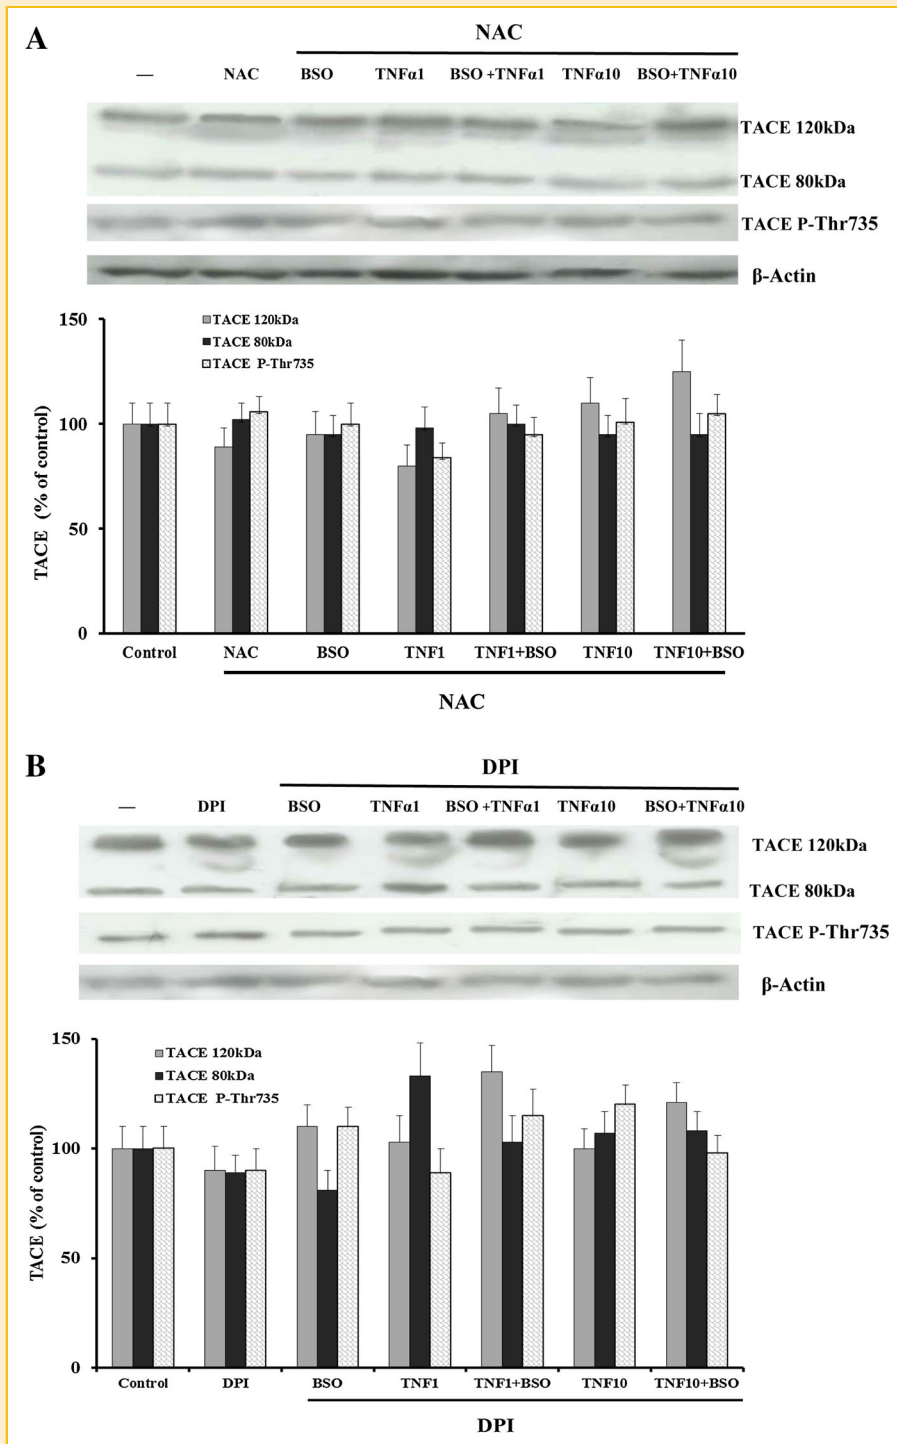 A
NAC
— NAC BSO TNFα1 BSO +TNFα1 TNFα10 BSO+TNFα10
TACE 120kDa
TACE 80kDa
TACE P-Thr735
β-Actin
150
100
50
0
TACE (% of control)
TACE 120kDa
TACE 80kDa
TACE P-Thr735
Control NAC BSO TNF1 TNF1+BSO TNF10 TNF10+BSO
NAC
B
DPI
— DPI BSO TNFα1 BSO +TNFα1 TNFα10 BSO+TNFα10
TACE 120kDa
TACE 80kDa
TACE P-Thr735
β-Actin
150
100
50
0
TACE (% of control)
TACE 120kDa
TACE 80kDa
TACE P-Thr735
Control DPI BSO TNF1 TNF1+BSO TNF10 TNF10+BSO
DPI